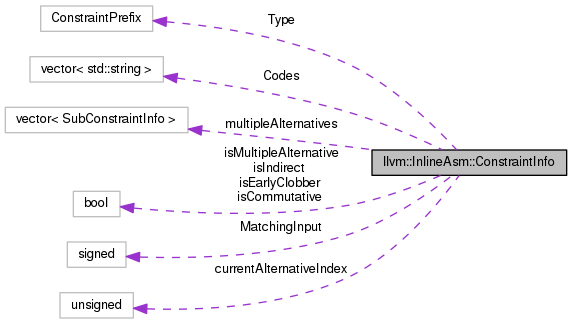 ConstraintPrefix
Type
vector< std::string >
Codes
vector< SubConstraintInfo >
multipleAlternatives
llvm::InlineAsm::ConstraintInfo
isMultipleAlternative
isIndirect
isEarlyClobber
isCommutative
bool
MatchingInput
signed
currentAlternativeIndex
unsigned